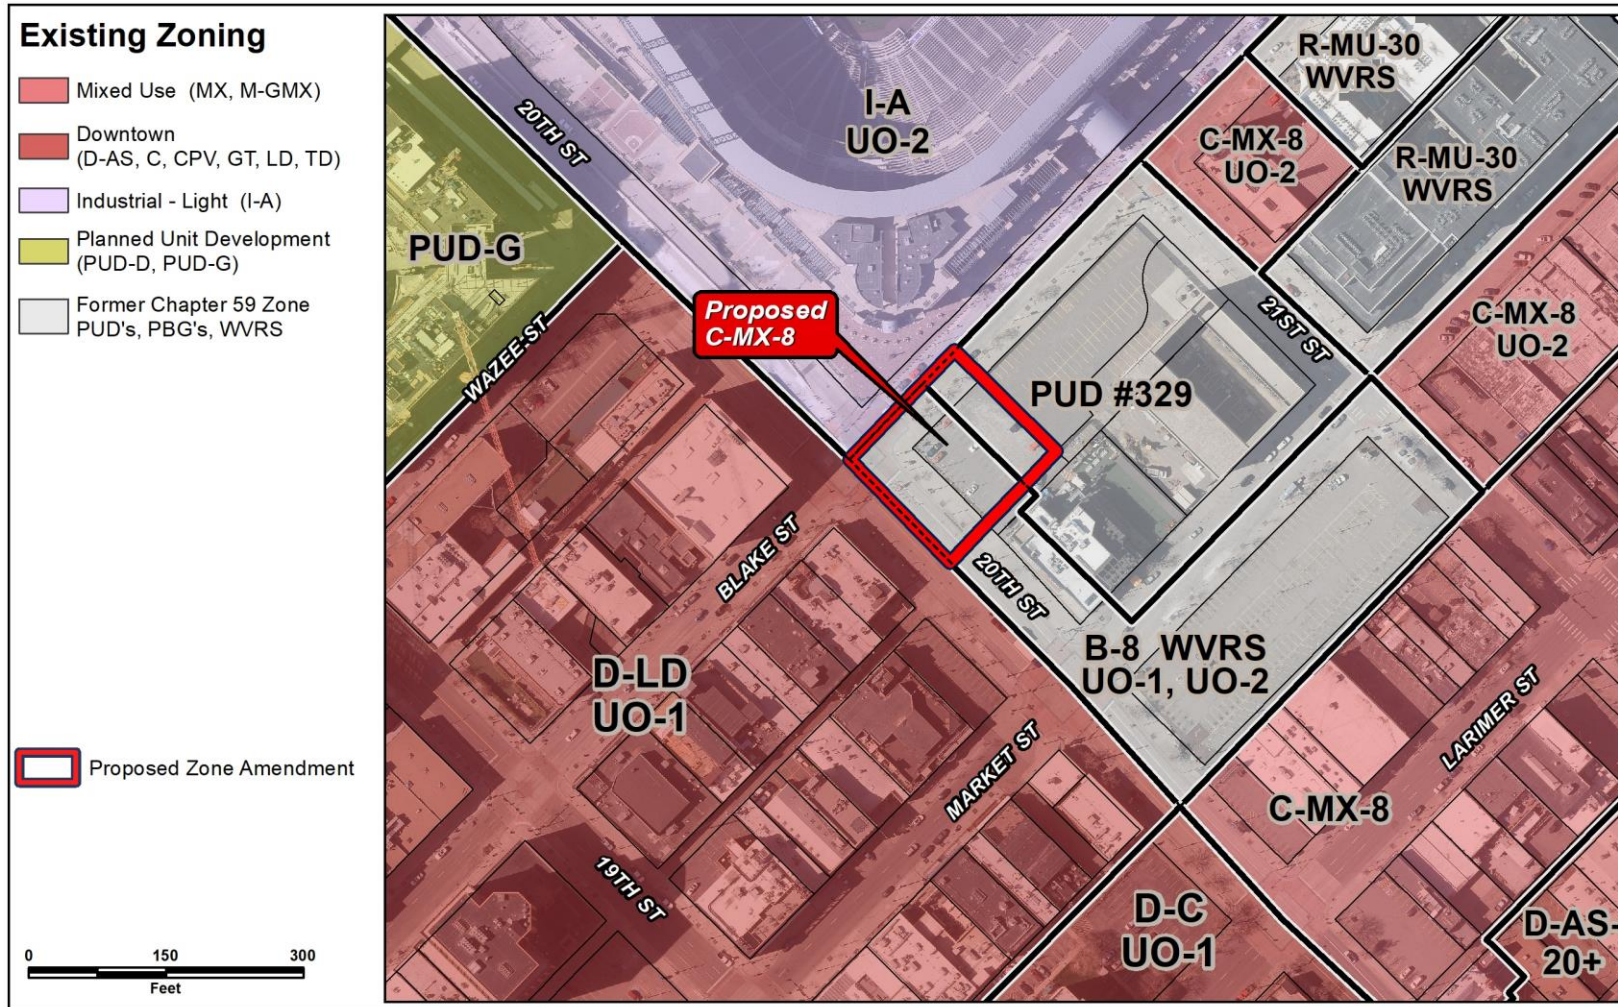 Existing Zoning
Mixed Use (MX, M-GMX)
Downtown
(D-AS, C, CPV, GT, LD, TD)
Industrial - Light (I-A)
Planned Unit Development
(PUD-D, PUD-G)
Former Chapter 59 Zone
PUD's, PBG's, WVRS
Proposed Zone Amendment
0 150 300
Feet
20TH ST
I-A
UO-2
R-MU-30
WVRS
C-MX-8
UO-2
R-MU-30
WVRS
PUD-G
WAZEE ST
Proposed
C-MX-8
21ST ST
C-MX-8
UO-2
PUD #329
BLAKE ST
20TH ST
D-LD
UO-1
B-8 WVRS
UO-1, UO-2
MARKET ST
LARIMER ST
C-MX-8
19TH ST
D-C
UO-1
D-AS-
20+